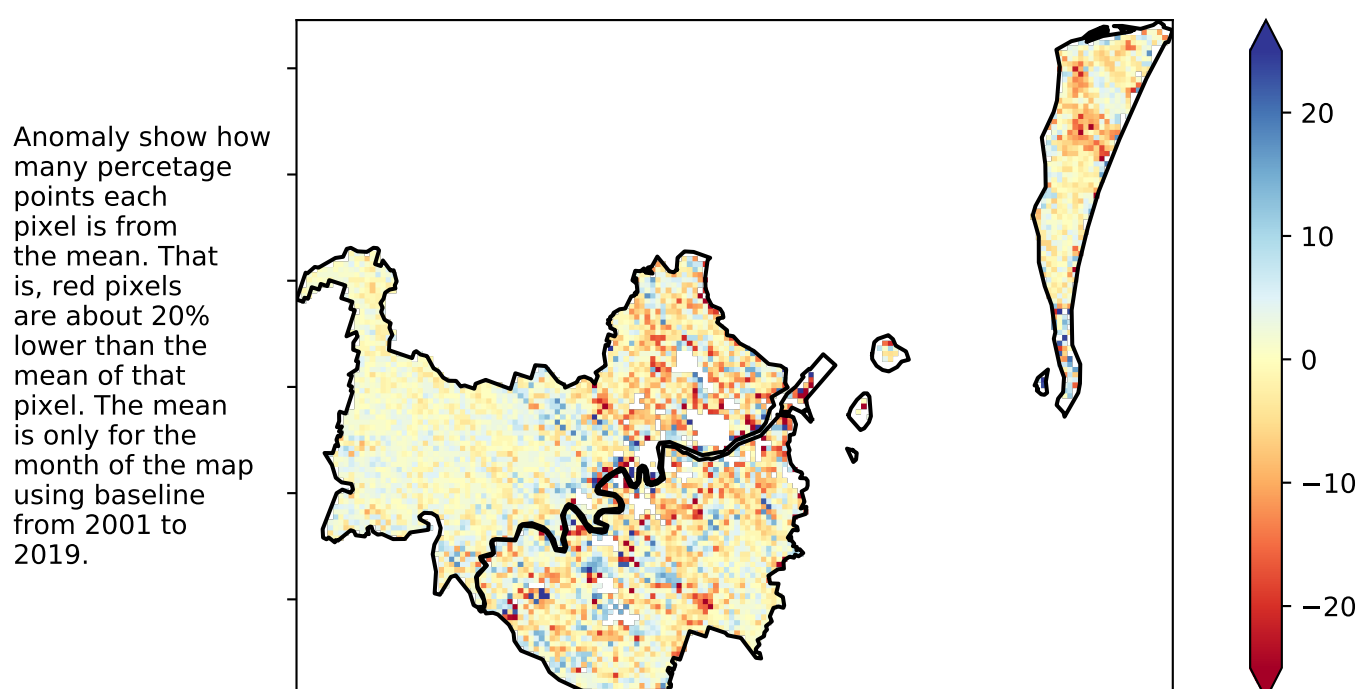 Anomaly show how
many percetage
points each
pixel is from
the mean. That
is, red pixels
are about 20%
lower than the
mean of that
pixel. The mean
is only for the
month of the map
using baseline
from 2001 to
2019.
20
10
0
−10
−20